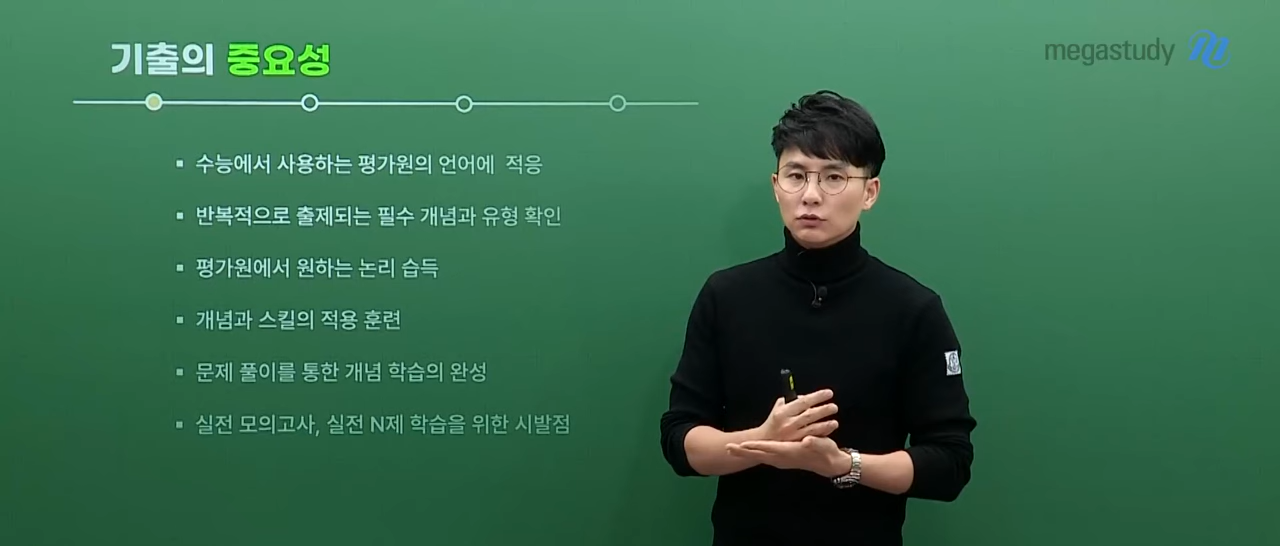 기출의 중요성
megastudy
수능에서 사용하는 평가원의 언어에 적응
반복적으로 출제되는 필수 개념과 유형 확인
평가원에서 원하는 논리 습득
개념과 스킬의 적용 훈련
문제 풀이를 통한 개념 학습의 완성
실전 모의고사, 실전 N제 학습을 위한 시발점